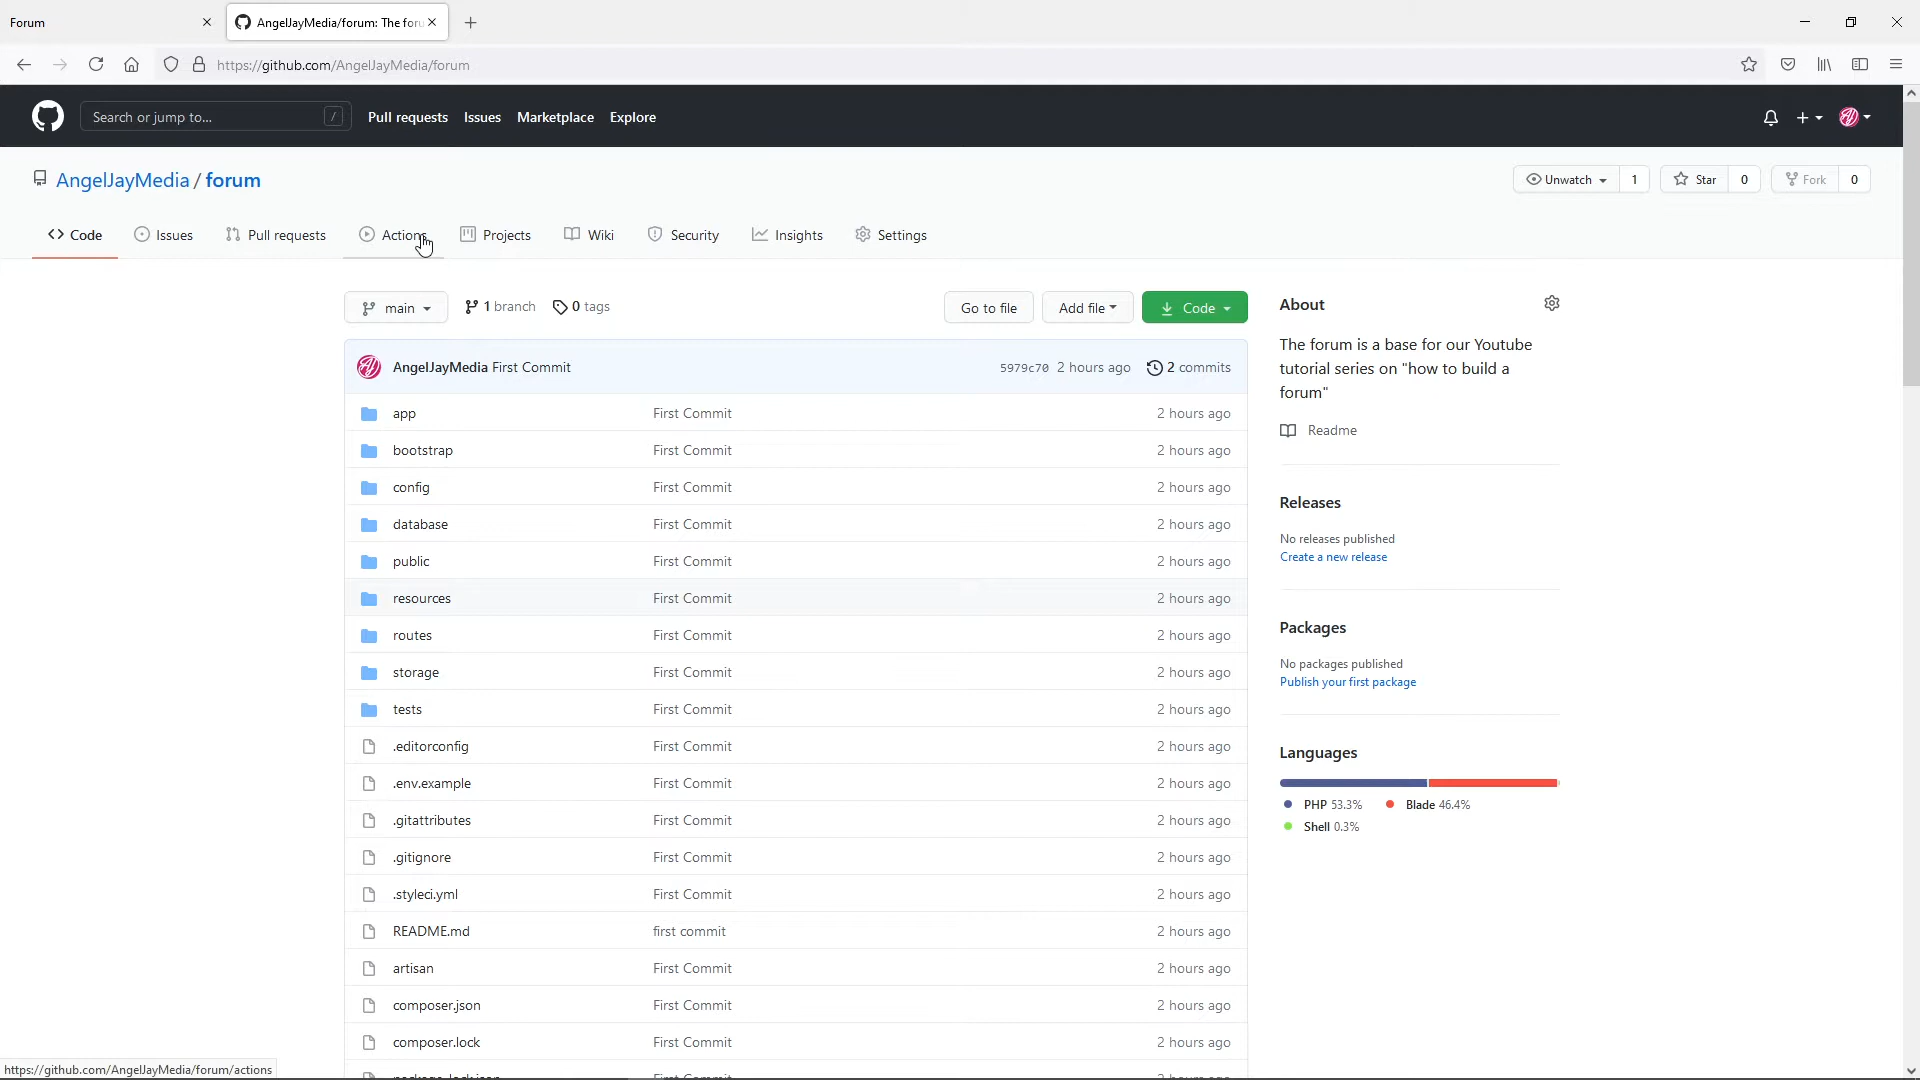 Forum
AngelJayMedia/forum: The foru
https://github.com/AngelJayMedia/forum
Search or jump to...
/
Pull requests
Issues
Marketplace
Explore
AngelJayMedia / forum
Unwatch
1
Star
0
Fork
0
Code
Issues
Pull requests
Actions
Projects
Wiki
Security
Insights
Settings
main
1 branch
0 tags
Go to file
Add file
Code
AngelJayMedia First Commit
5979c70 2 hours ago
2 commits
app First Commit 2 hours ago
bootstrap First Commit 2 hours ago
config First Commit 2 hours ago
database First Commit 2 hours ago
public First Commit 2 hours ago
resources First Commit 2 hours ago
routes First Commit 2 hours ago
storage First Commit 2 hours ago
tests First Commit 2 hours ago
.editorconfig First Commit 2 hours ago
.env.example First Commit 2 hours ago
.gitattributes First Commit 2 hours ago
.gitignore First Commit 2 hours ago
.styleci.yml First Commit 2 hours ago
README.md first commit 2 hours ago
artisan First Commit 2 hours ago
composer.json First Commit 2 hours ago
composer.lock First Commit 2 hours ago
package-lock.json First Commit 2 hours ago
About
The forum is a base for our Youtube
tutorial series on "how to build a
forum"
Readme
Releases
No releases published
Create a new release
Packages
No packages published
Publish your first package
Languages
PHP 53.3%
Blade 46.4%
Shell 0.3%
https://github.com/AngelJayMedia/forum/actions